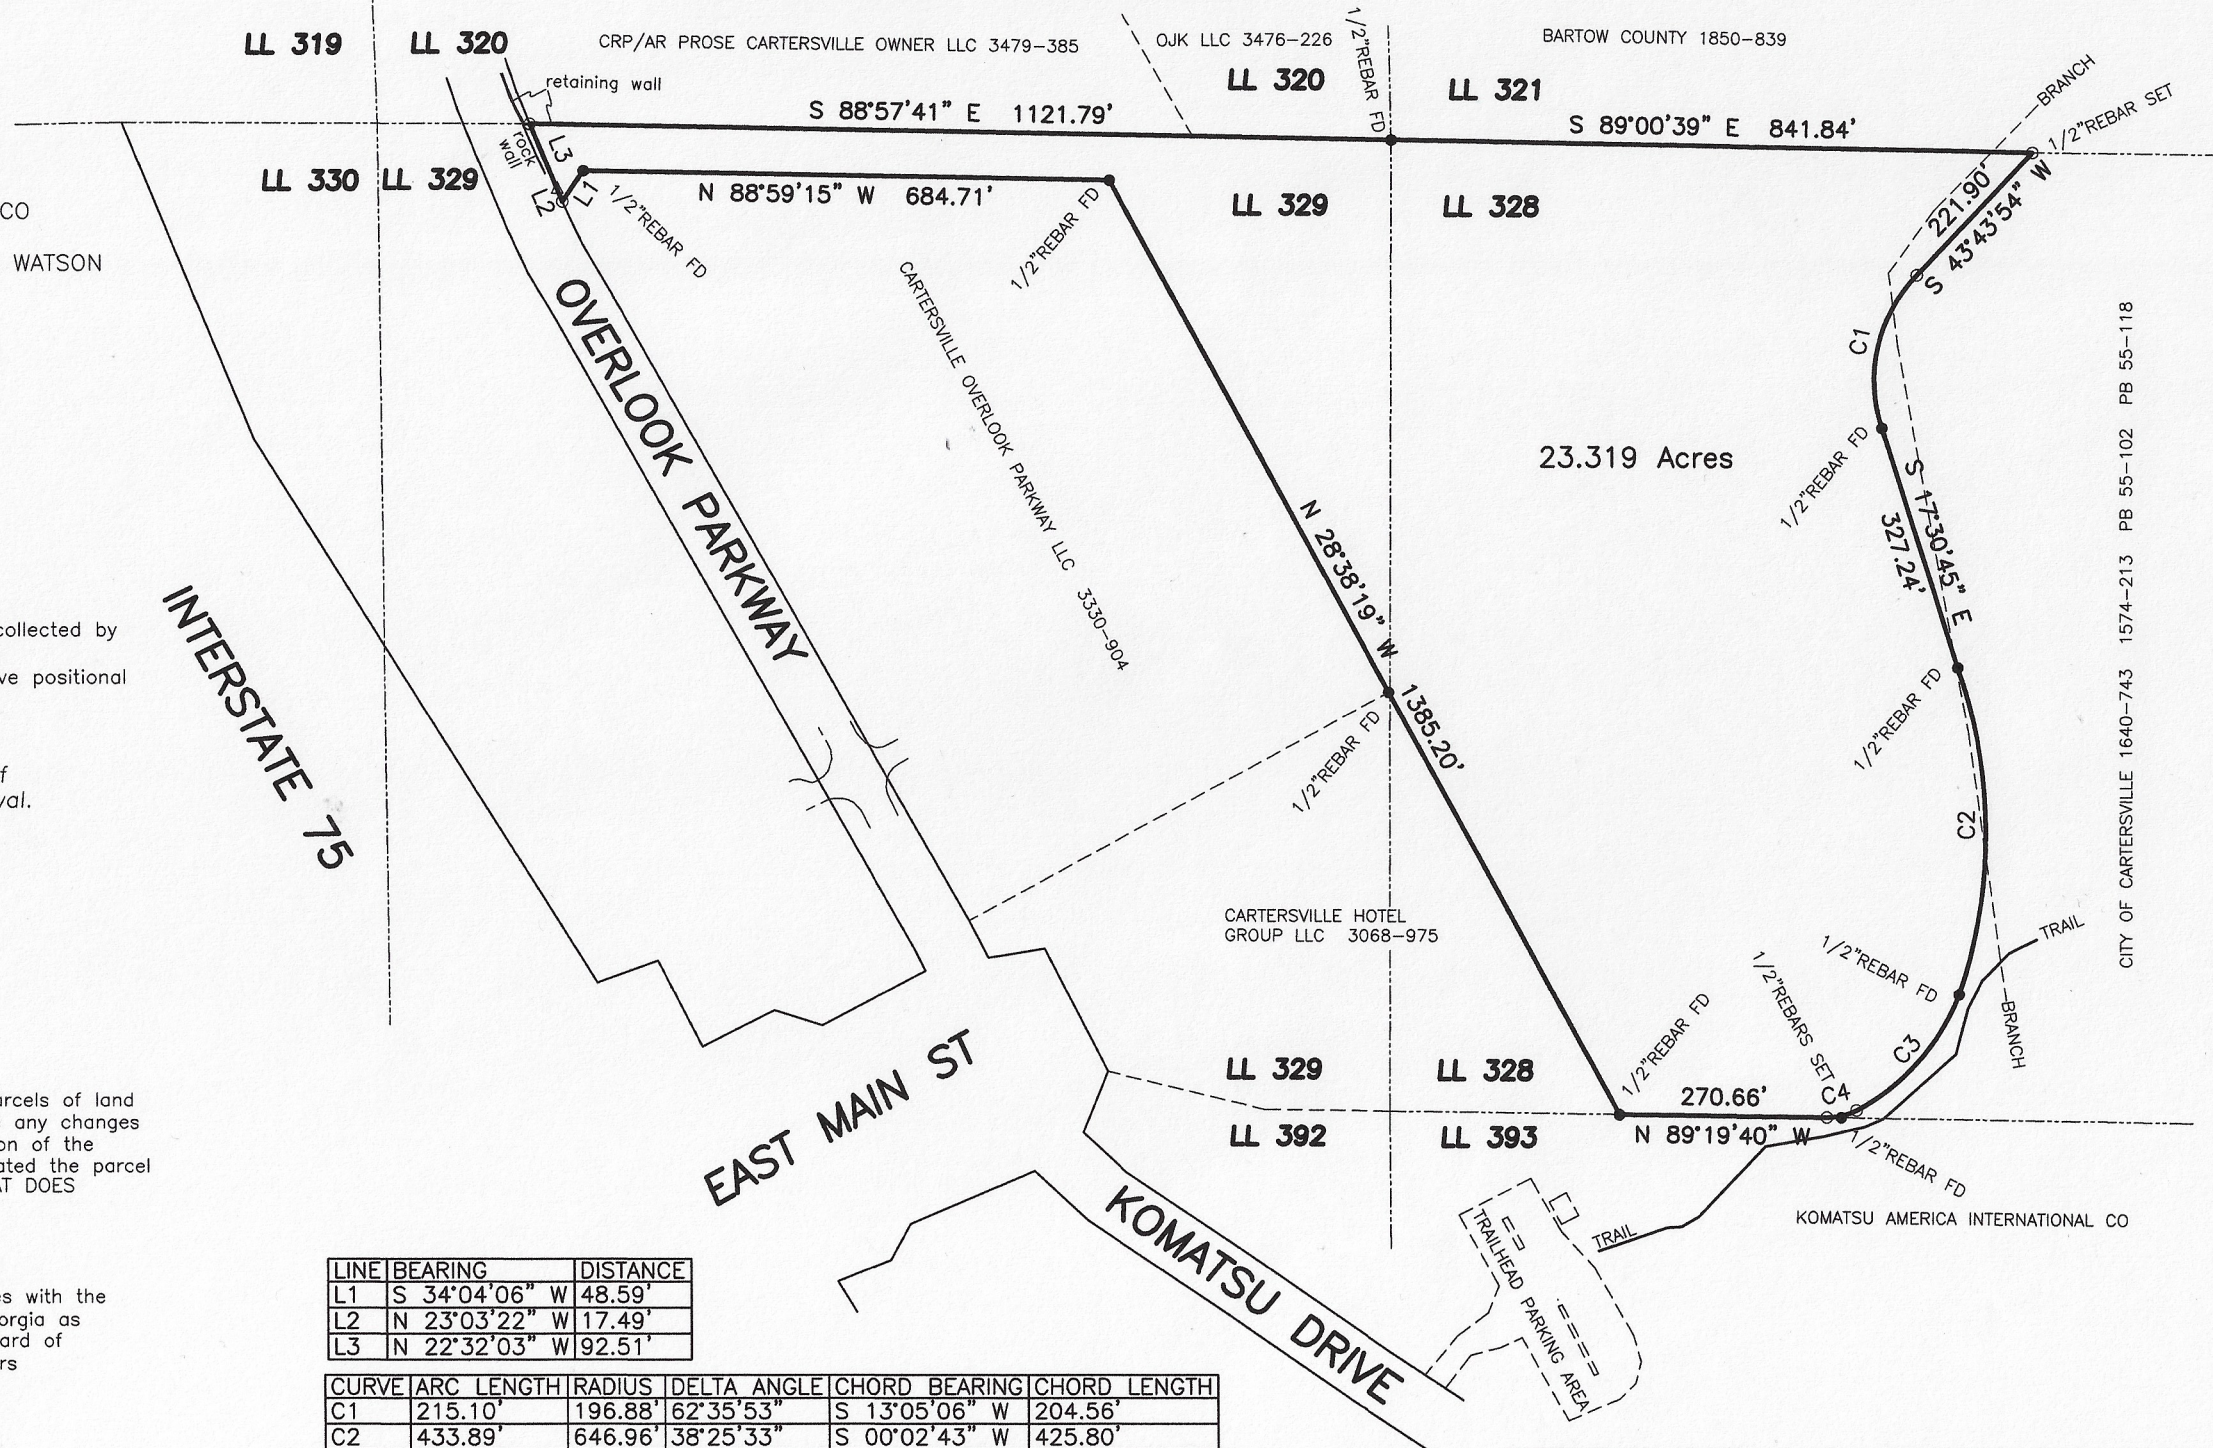 LL 319
LL 320
CRP/AR PROSE CARTERSVILLE OWNER LLC 3479-385
OJK LLC 3476-226
1/2"REBAR FD
BARTOW COUNTY 1850-839
retaining wall
LL 320
LL 321
BRANCH
1/2"REBAR SET
S 88°57'41" E 1121.79'
S 89°00'39" E 841.84'
rock
wall
L3
L2
L1
LL 330
LL 329
1/2"REBAR FD
N 88°59'15" W 684.71'
1/2"REBAR FD
LL 329
LL 328
221.90'
S 43°43'54" W
CO
WATSON
OVERLOOK PARKWAY
CARTERSVILLE OVERLOOK PARKWAY LLC 3330-904
C1
23.319 Acres
1/2"REBAR FD
S 17°30'45" E
327.24'
N 28°38'19" W
1385.20'
CITY OF CARTERSVILLE 1640-743 1574-213 PB 55-102 PB 55-118
collected by
ve positional
f
val.
INTERSTATE 75
1/2"REBAR FD
1/2"REBAR FD
C2
CARTERSVILLE HOTEL
GROUP LLC 3068-975
TRAIL
1/2"REBAR FD
1/2"REBARS SET
1/2"REBAR FD
BRANCH
C3
EAST MAIN ST
LL 329
LL 328
270.66'
C4
N 89°19'40" W
1/2"REBAR FD
LL 392
LL 393
arcels of land
any changes
on of the
ated the parcel
AT DOES
KOMATSU AMERICA INTERNATIONAL CO
TRAIL
TRAILHEAD PARKING AREA
KOMATSU DRIVE
es with the
orgia as
ard of
rs
LINE BEARING DISTANCE
L1 S 34°04'06" W 48.59'
L2 N 23°03'22" W 17.49'
L3 N 22°32'03" W 92.51'
CURVE ARC LENGTH RADIUS DELTA ANGLE CHORD BEARING CHORD LENGTH
C1 215.10' 196.88' 62°35'53" S 13°05'06" W 204.56'
C2 433.89' 646.96' 38°25'33" S 00°02'43" W 425.80'